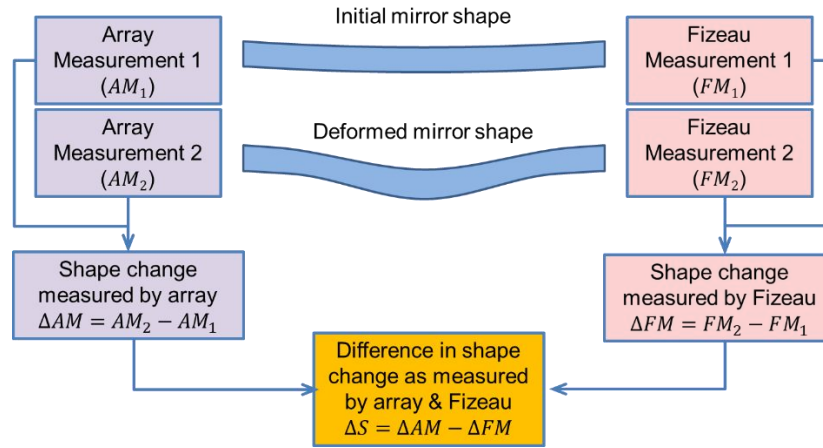 Initial mirror shape
Array
Measurement 1
(𝐴𝑀₁)
Fizeau
Measurement 1
(𝐹𝑀₁)
Array
Measurement 2
(𝐴𝑀₂)
Deformed mirror shape
Fizeau
Measurement 2
(𝐹𝑀₂)
Shape change
measured by array
Δ𝐴𝑀 = 𝐴𝑀₂ − 𝐴𝑀₁
Shape change
measured by Fizeau
Δ𝐹𝑀 = 𝐹𝑀₂ − 𝐹𝑀₁
Difference in shape
change as measured
by array & Fizeau
Δ𝑆 = Δ𝐴𝑀 − Δ𝐹𝑀